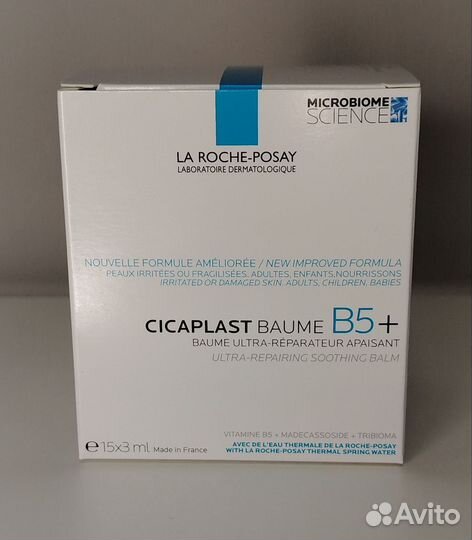 MICROBIOME
SCIENCE
LA ROCHE-POSAY
LABORATOIRE DERMATOLOGIQUE
NOUVELLE FORMULE AMÉLIORÉE / NEW IMPROVED FORMULA
PEAUX IRRITÉES OU FRAGILISÉES. ADULTES, ENFANTS, NOURRISSONS
IRRITATED OR DAMAGED SKIN. ADULTS, CHILDREN, BABIES
CICAPLAST BAUME B5+
BAUME ULTRA-RÉPARATEUR APAISANT
ULTRA-REPAIRING SOOTHING BALM
VITAMINE B5 + MADECASSOSIDE + TRIBIOMA
℮ 15x3 ml Made in France
AVEC DE L'EAU THERMALE DE LA ROCHE-POSAY
WITH LA ROCHE-POSAY THERMAL SPRING WATER
Avito